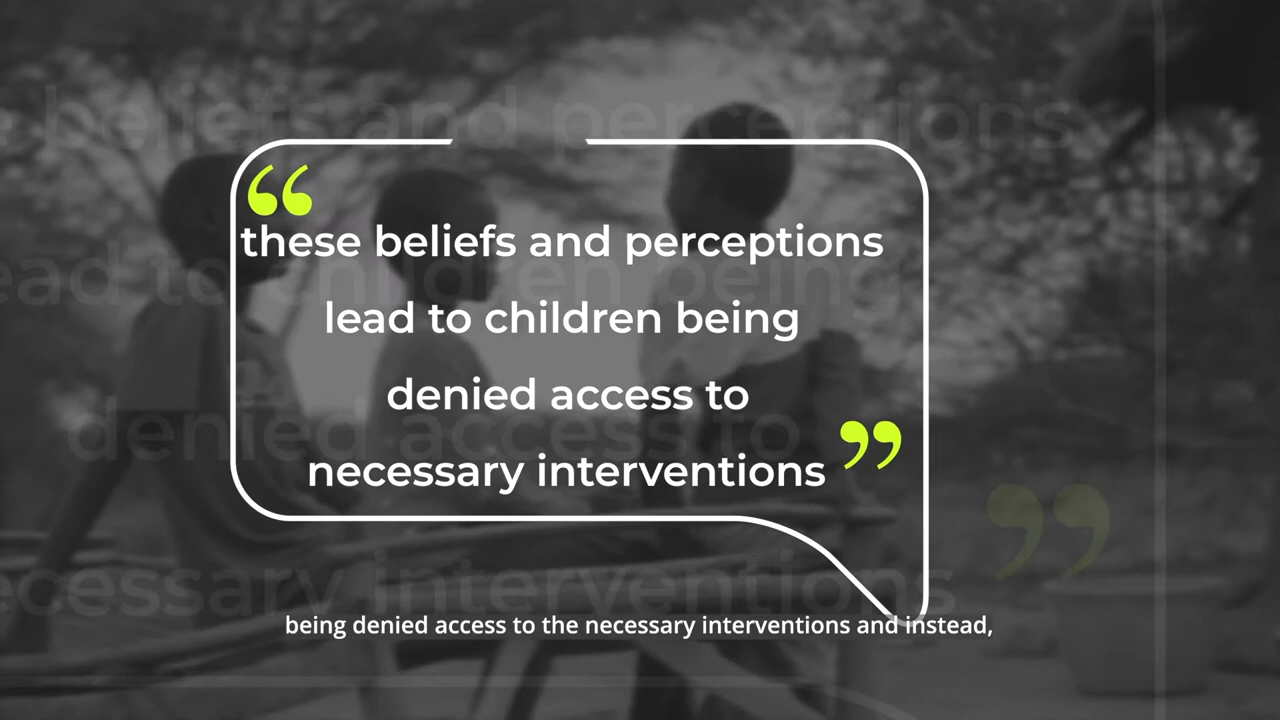 “
these beliefs and perceptions
lead to children being
denied access to
necessary interventions ”
being denied access to the necessary interventions and instead,